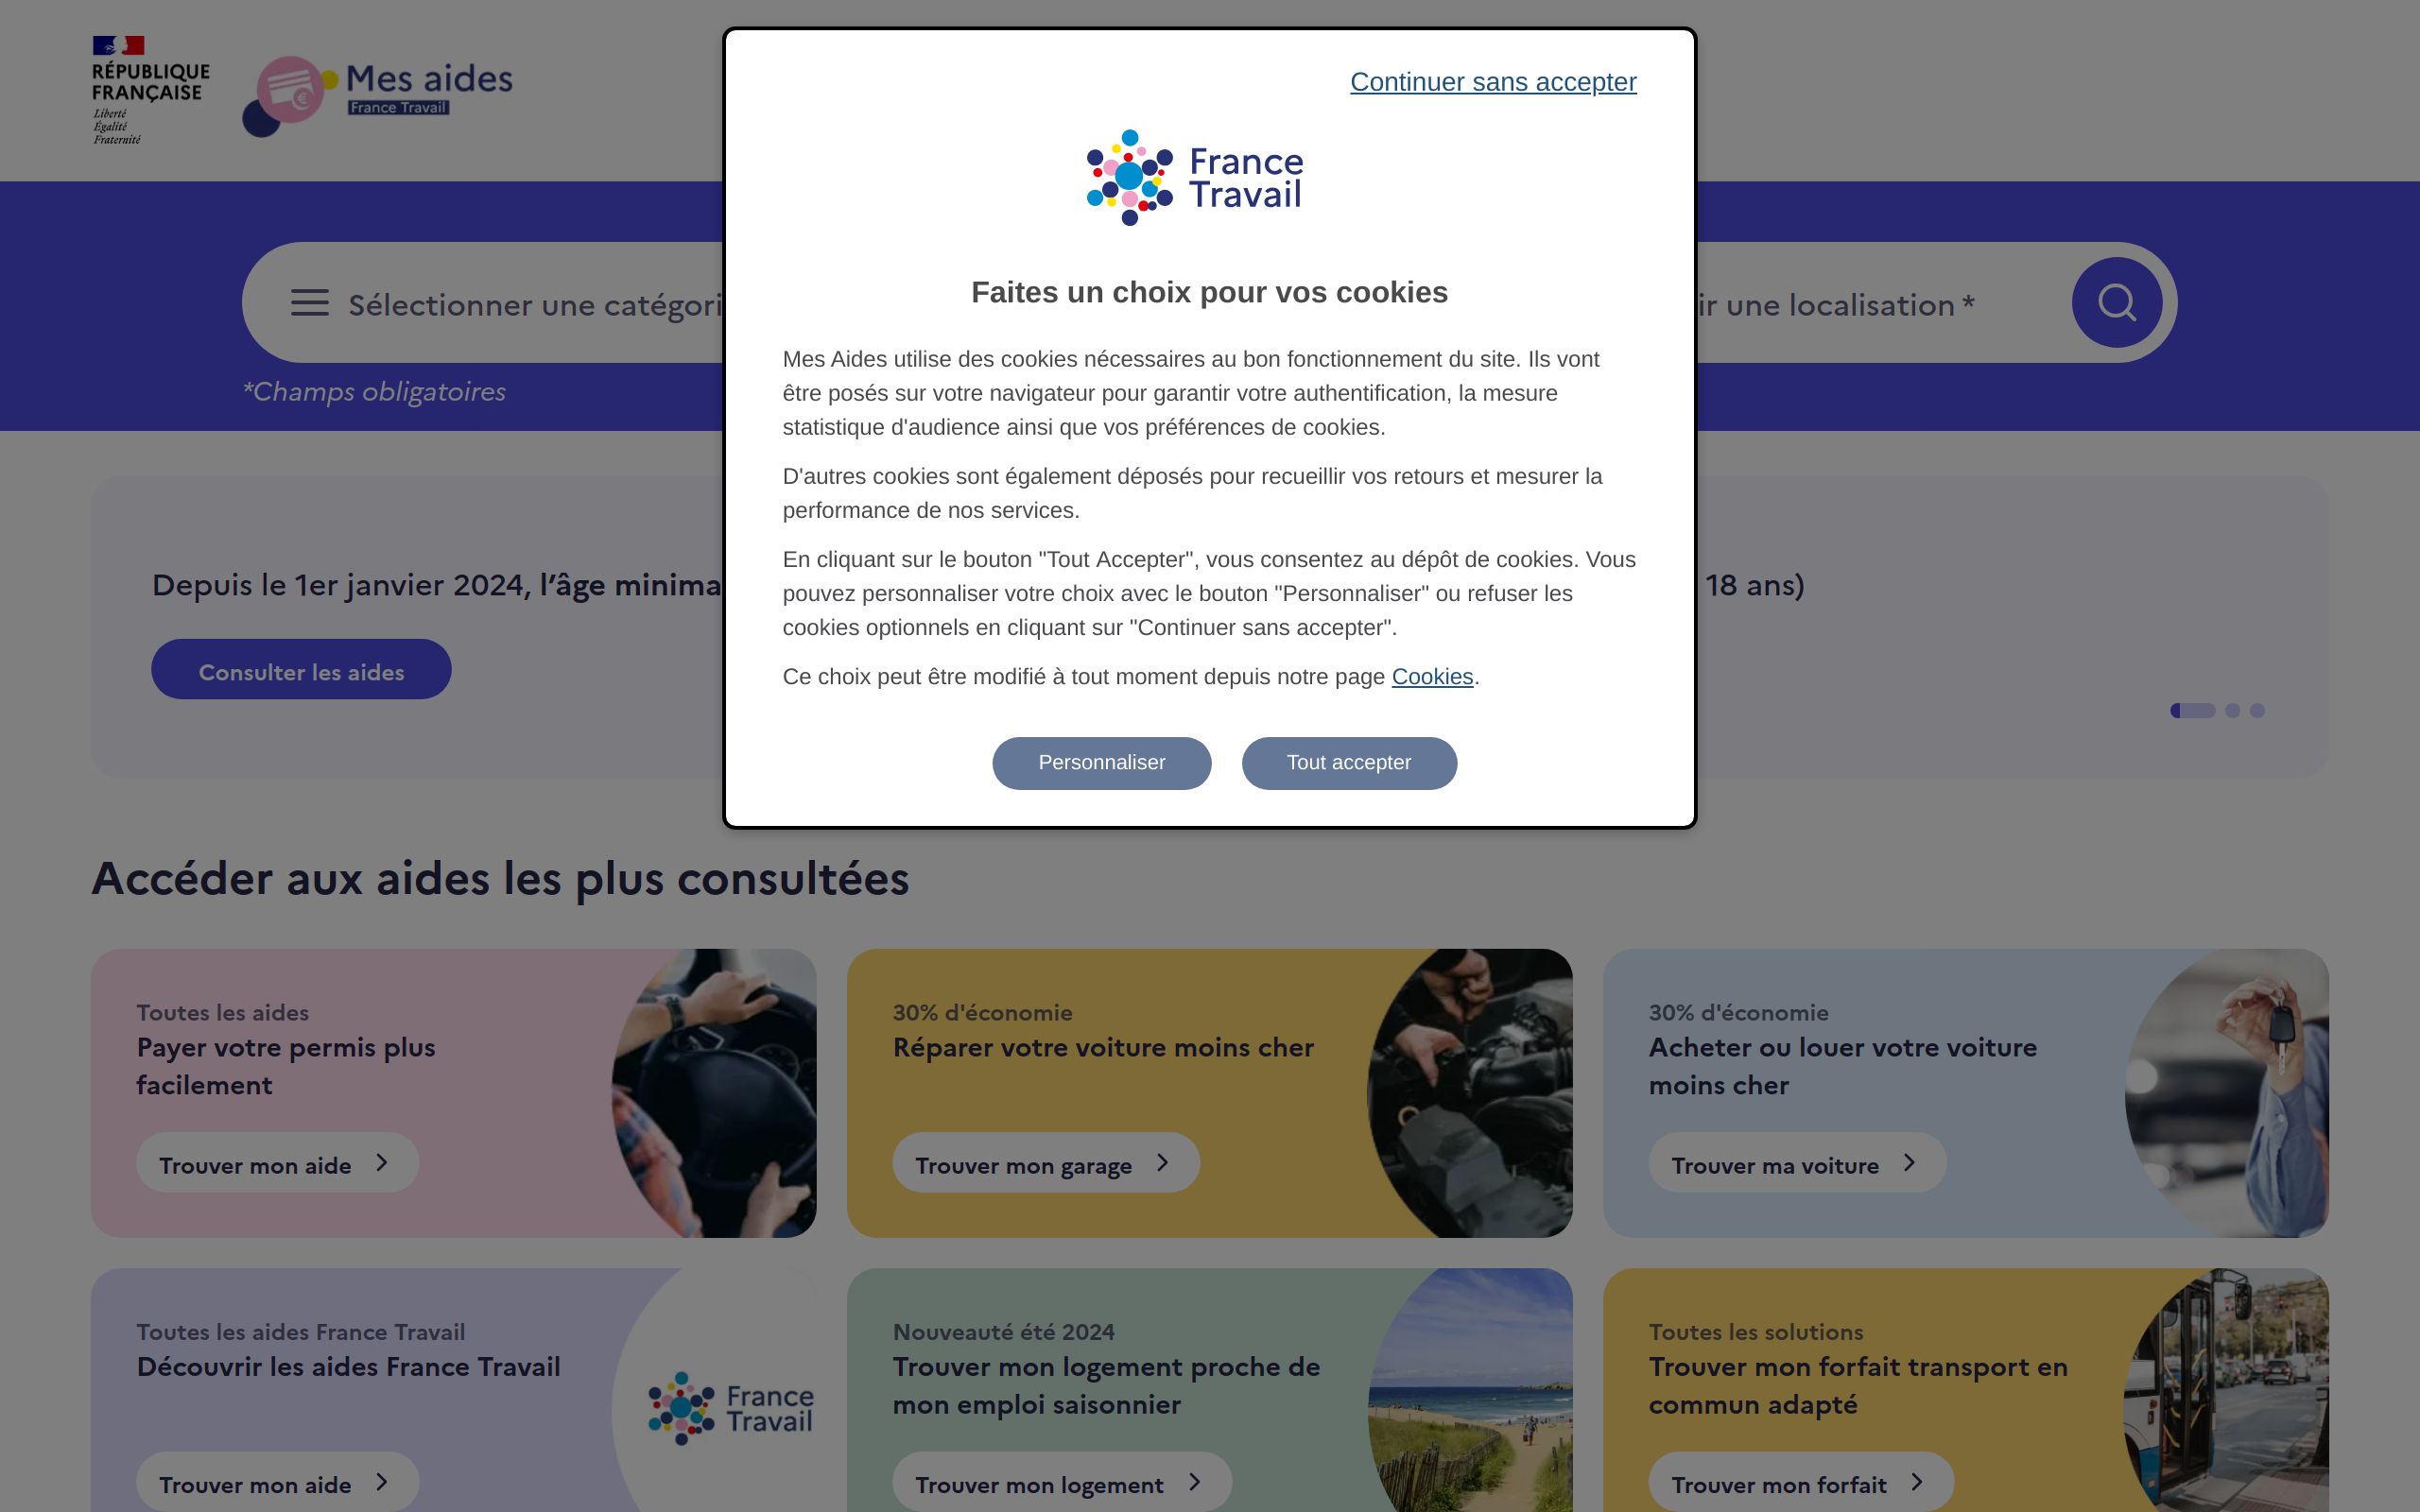 RÉPUBLIQUE
FRANÇAISE
Liberté
Égalité
Fraternité
Mes aides
France Travail
Sélectionner une catégori
ir une localisation *
*Champs obligatoires
Depuis le 1er janvier 2024, l’âge minima
18 ans)
Consulter les aides
Continuer sans accepter
France
Travail
Faites un choix pour vos cookies
Mes Aides utilise des cookies nécessaires au bon fonctionnement du site. Ils vont
être posés sur votre navigateur pour garantir votre authentification, la mesure
statistique d'audience ainsi que vos préférences de cookies.
D'autres cookies sont également déposés pour recueillir vos retours et mesurer la
performance de nos services.
En cliquant sur le bouton "Tout Accepter", vous consentez au dépôt de cookies. Vous
pouvez personnaliser votre choix avec le bouton "Personnaliser" ou refuser les
cookies optionnels en cliquant sur "Continuer sans accepter".
Ce choix peut être modifié à tout moment depuis notre page Cookies.
Personnaliser
Tout accepter
Accéder aux aides les plus consultées
Toutes les aides
Payer votre permis plus
facilement
Trouver mon aide
30% d'économie
Réparer votre voiture moins cher
Trouver mon garage
30% d'économie
Acheter ou louer votre voiture
moins cher
Trouver ma voiture
Toutes les aides France Travail
Découvrir les aides France Travail
Trouver mon aide
France
Travail
Nouveauté été 2024
Trouver mon logement proche de
mon emploi saisonnier
Trouver mon logement
Toutes les solutions
Trouver mon forfait transport en
commun adapté
Trouver mon forfait